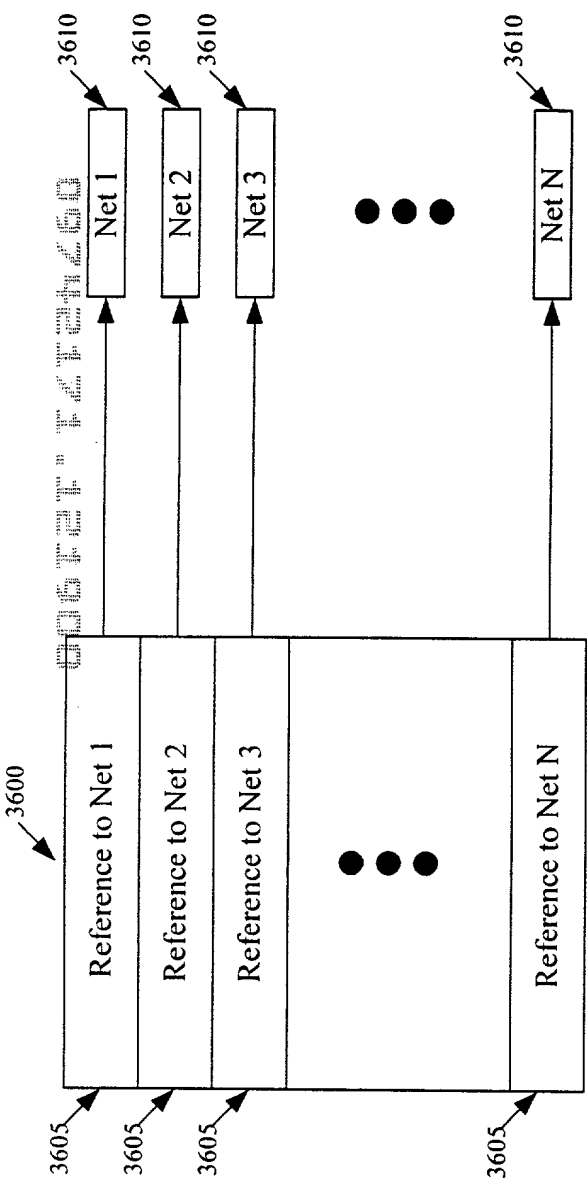 3600
3605 Reference to Net 1 Net 1 3610
3605 Reference to Net 2 Net 2 3610
3605 Reference to Net 3 Net 3 3610
3605 Reference to Net N Net N 3610